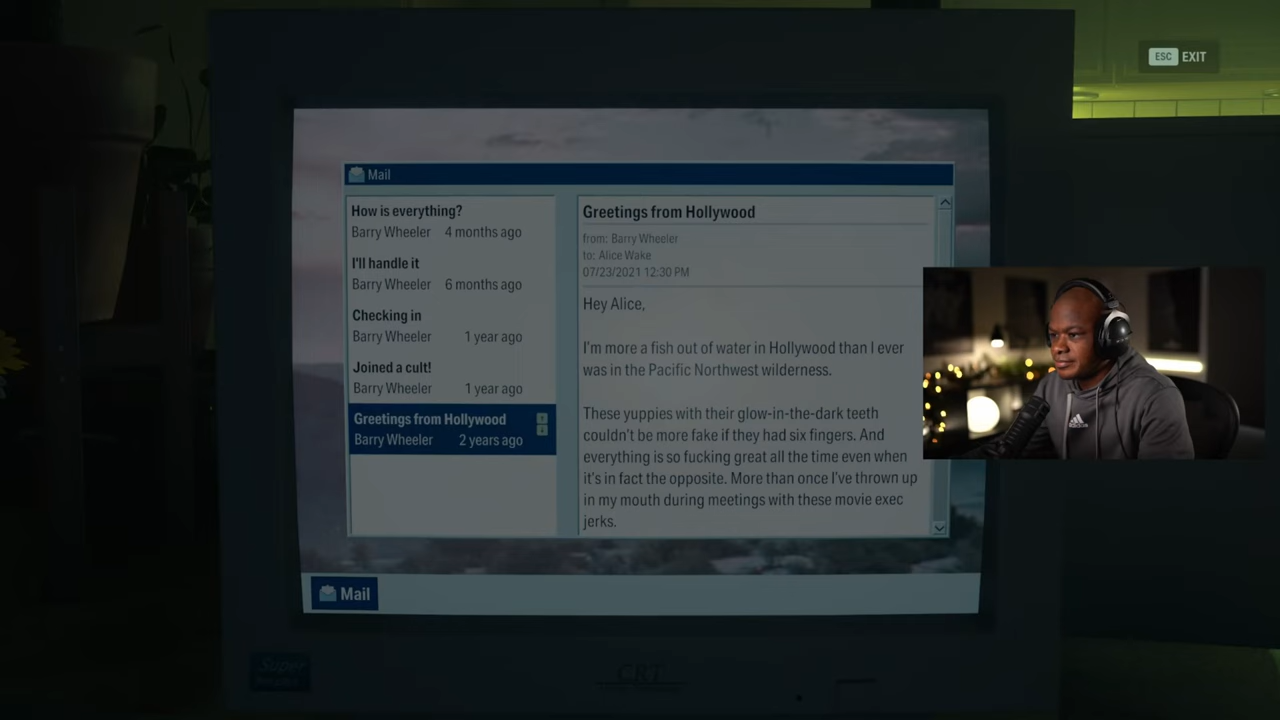 ESC EXIT
Mail
How is everything?
Barry Wheeler 4 months ago
I'll handle it
Barry Wheeler 6 months ago
Checking in
Barry Wheeler 1 year ago
Joined a cult!
Barry Wheeler 1 year ago
Greetings from Hollywood
Barry Wheeler 2 years ago
Greetings from Hollywood
from: Barry Wheeler
to: Alice Wake
07/23/2021 12:30 PM
Hey Alice,
I'm more a fish out of water in Hollywood than I ever
was in the Pacific Northwest wilderness.
These yuppies with their glow-in-the-dark teeth
couldn't be more fake if they had six fingers. And
everything is so fucking great all the time even when
it's in fact the opposite. More than once I've thrown up
in my mouth during meetings with these movie exec
jerks.
Mail
Super
CRT
adidas